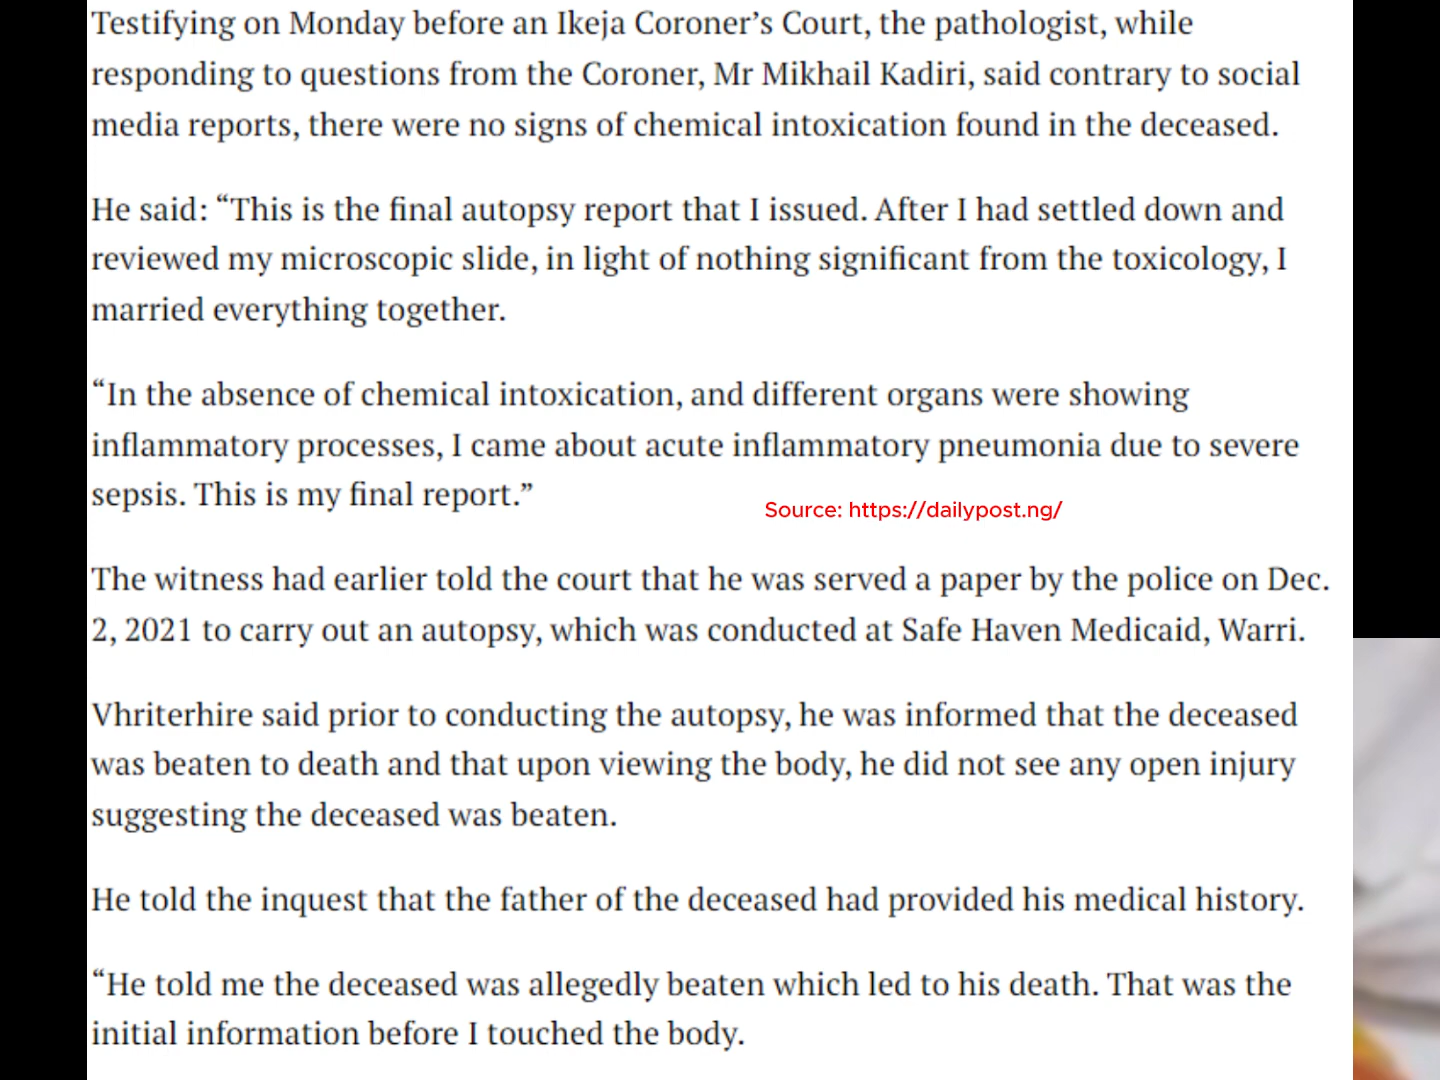 Testifying on Monday before an Ikeja Coroner’s Court, the pathologist, while
responding to questions from the Coroner, Mr Mikhail Kadiri, said contrary to social
media reports, there were no signs of chemical intoxication found in the deceased.
He said: “This is the final autopsy report that I issued. After I had settled down and
reviewed my microscopic slide, in light of nothing significant from the toxicology, I
married everything together.
“In the absence of chemical intoxication, and different organs were showing
inflammatory processes, I came about acute inflammatory pneumonia due to severe
sepsis. This is my final report.”
Source: https://dailypost.ng/
The witness had earlier told the court that he was served a paper by the police on Dec.
2, 2021 to carry out an autopsy, which was conducted at Safe Haven Medicaid, Warri.
Vhriterhire said prior to conducting the autopsy, he was informed that the deceased
was beaten to death and that upon viewing the body, he did not see any open injury
suggesting the deceased was beaten.
He told the inquest that the father of the deceased had provided his medical history.
“He told me the deceased was allegedly beaten which led to his death. That was the
initial information before I touched the body.